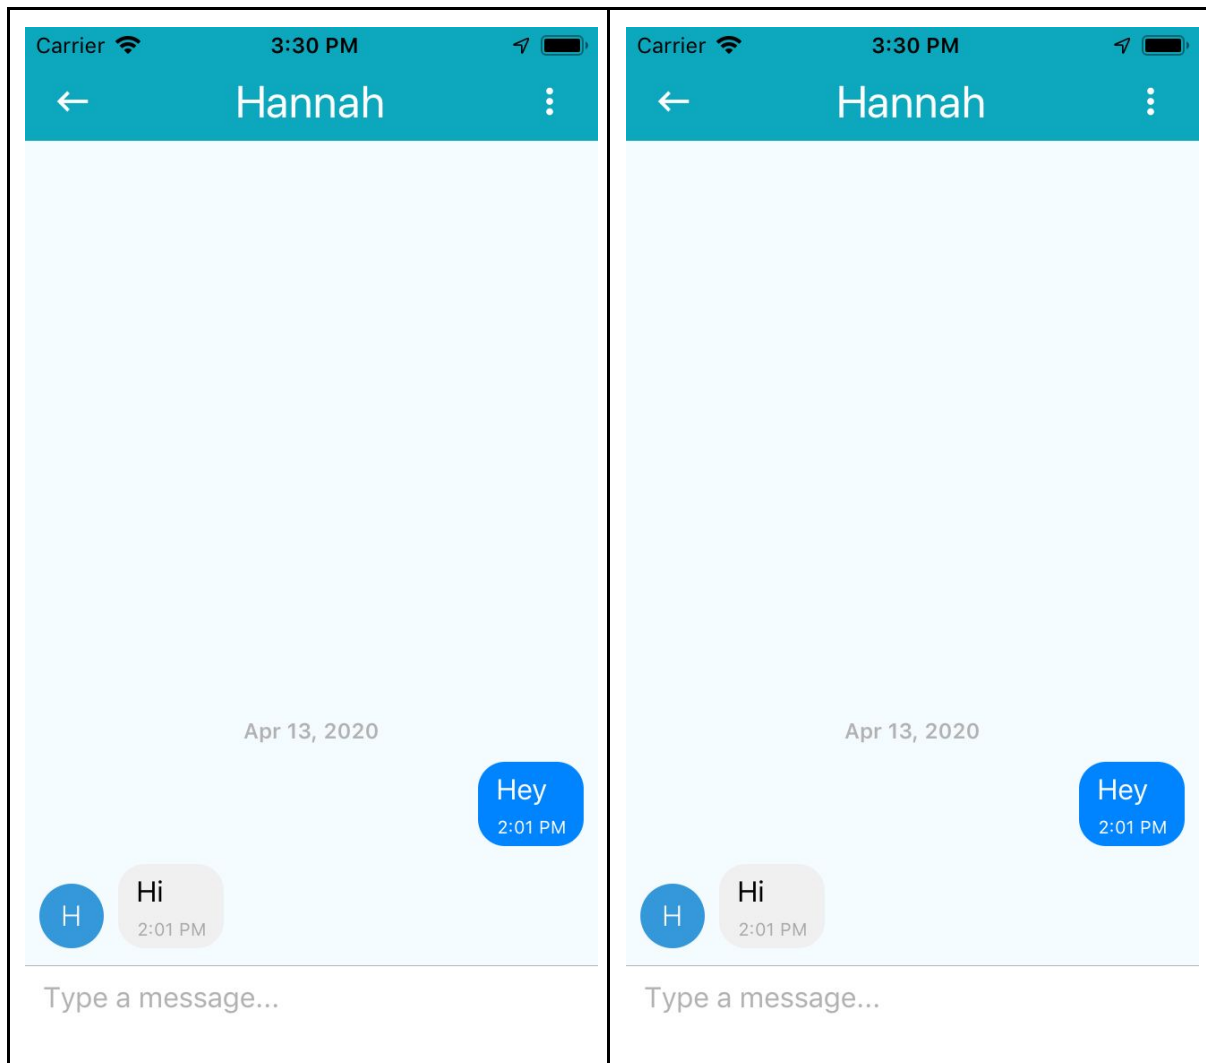 Carrier 3:30 PM
Hannah
Apr 13, 2020
Hey
2:01 PM
Hi
H
2:01 PM
Type a message...
Carrier 3:30 PM
Hannah
Apr 13, 2020
Hey
2:01 PM
Hi
H
2:01 PM
Type a message...